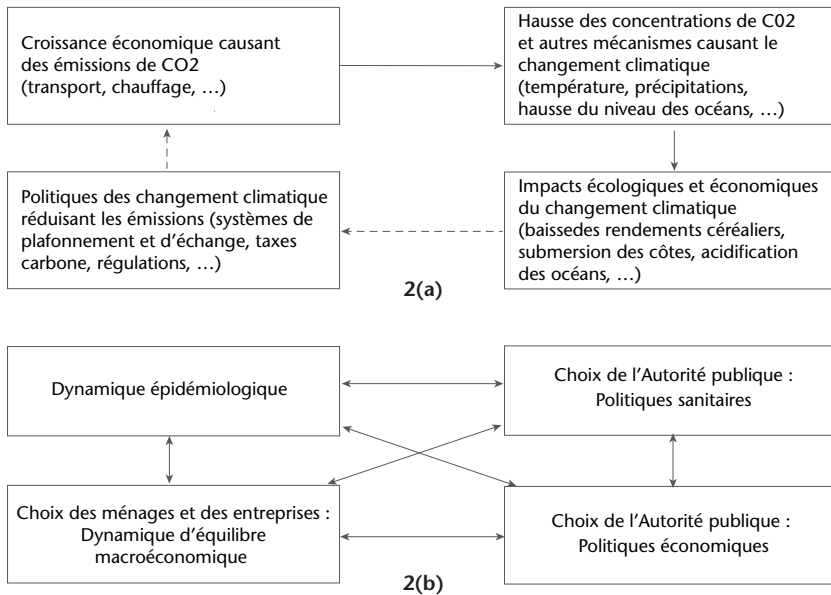 Croissance économique causant
des émissions de CO2
(transport, chauffage, …)
Hausse des concentrations de C02
et autres mécanismes causant le
changement climatique
(température, précipitations,
hausse du niveau des océans, …)
Politiques des changement climatique
réduisant les émissions (systèmes de
plafonnement et d’échange, taxes
carbone, régulations, …)
Impacts écologiques et économiques
du changement climatique
(baissedes rendements céréaliers,
submersion des côtes, acidification
des océans, …)
2(a)
Dynamique épidémiologique
Choix de l’Autorité publique :
Politiques sanitaires
Choix des ménages et des entreprises :
Dynamique d’équilibre
macroéconomique
Choix de l’Autorité publique :
Politiques économiques
2(b)